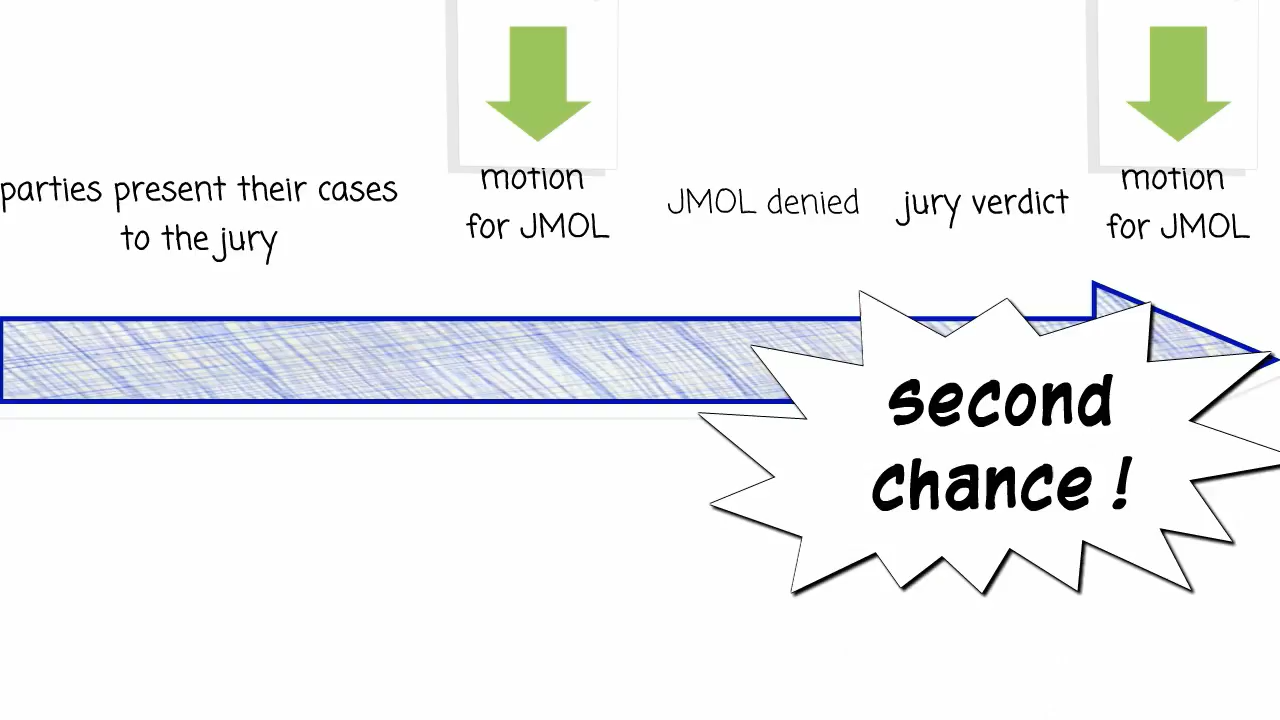 parties present their cases
to the jury
motion
for JMOL
JMOL denied
jury verdict
motion
for JMOL
second
chance!